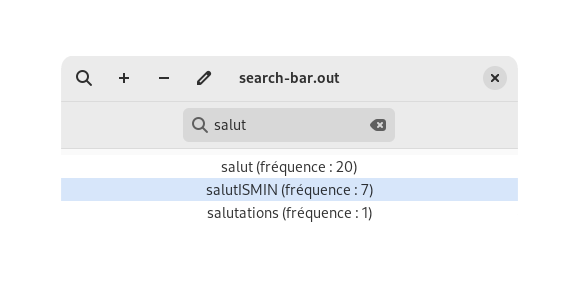 search-bar.out
salut
salut (fréquence : 20)
salutISMIN (fréquence : 7)
salutations (fréquence : 1)